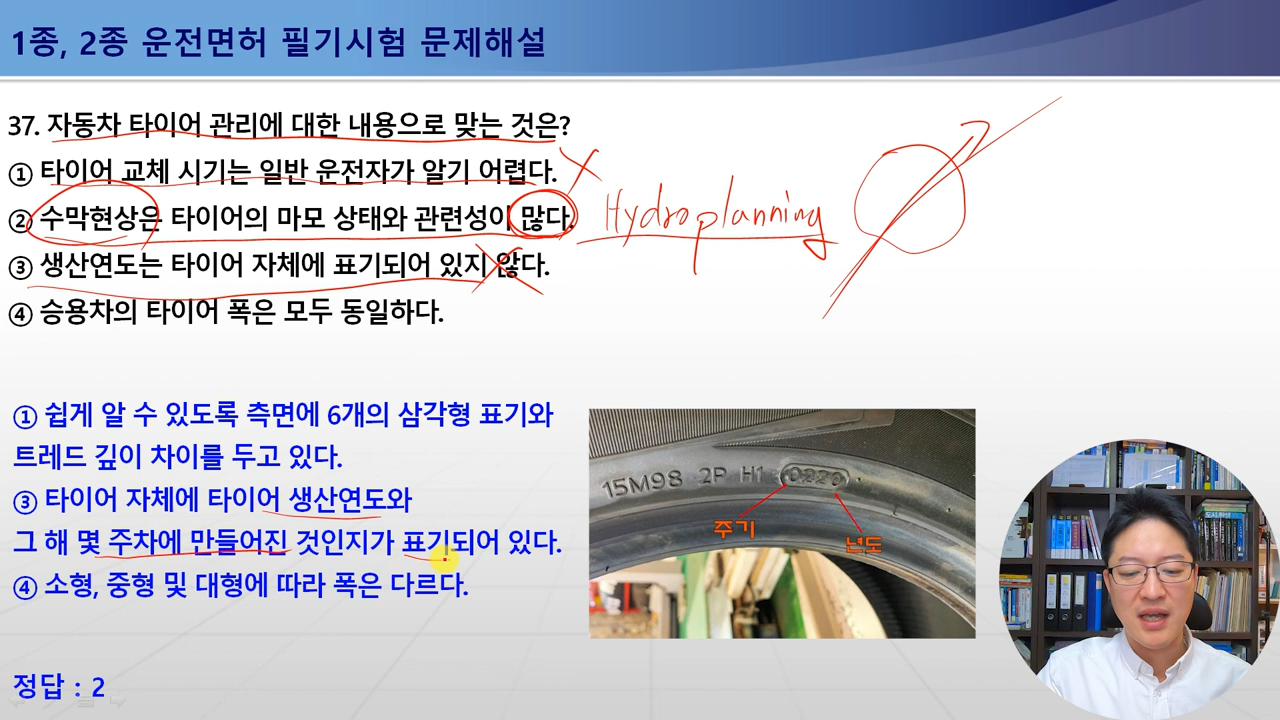 1종, 2종 운전면허 필기시험 문제해설
37. 자동차 타이어 관리에 대한 내용으로 맞는 것은?
① 타이어 교체 시기는 일반 운전자가 알기 어렵다.
② 수막현상은 타이어의 마모 상태와 관련성이 많다.
Hydroplanning
③ 생산연도는 타이어 자체에 표기되어 있지 않다.
④ 승용차의 타이어 폭은 모두 동일하다.
① 쉽게 알 수 있도록 측면에 6개의 삼각형 표기와
트레드 깊이 차이를 두고 있다.
③ 타이어 자체에 타이어 생산연도와
그 해 몇 주차에 만들어진 것인지가 표기되어 있다.
④ 소형, 중형 및 대형에 따라 폭은 다르다.
15M98 2P H1 0220
주기
년도
정답 : 2